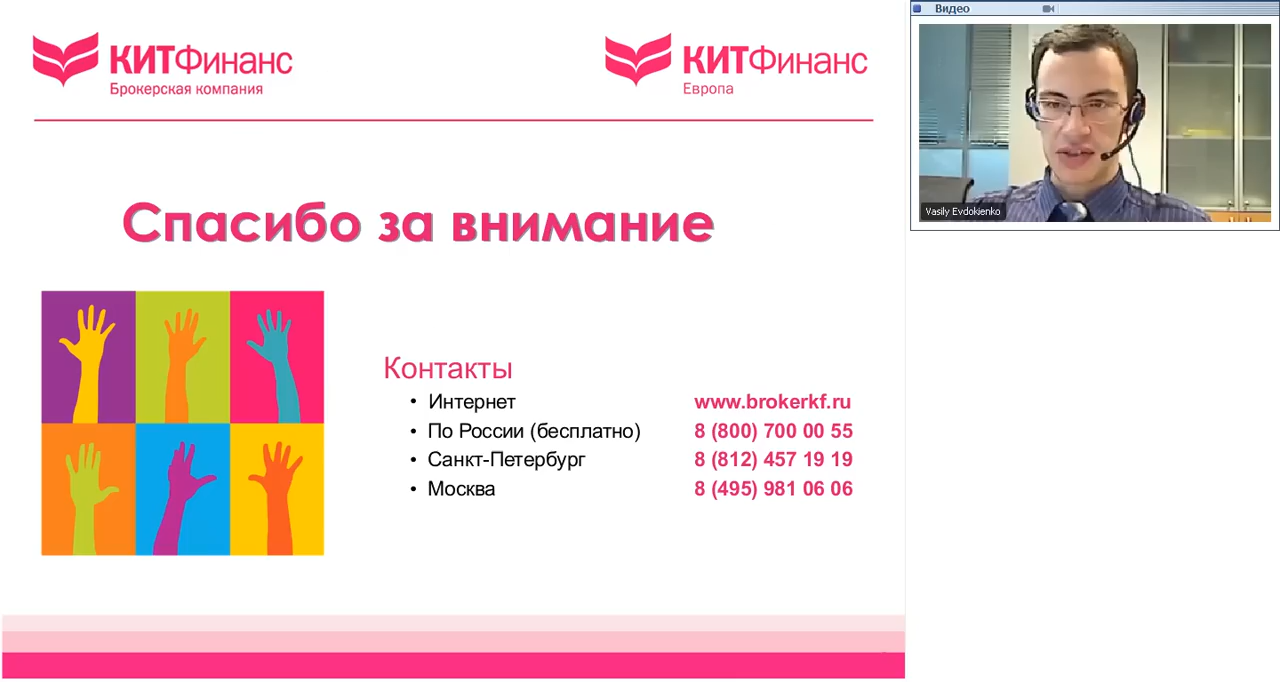 КИТФинанс
Брокерская компания
КИТФинанс
Европа
Спасибо за внимание
Контакты
• Интернет www.brokerkf.ru
• По России (бесплатно) 8 (800) 700 00 55
• Санкт-Петербург 8 (812) 457 19 19
• Москва 8 (495) 981 06 06
Видео
Vasily Evdokienko